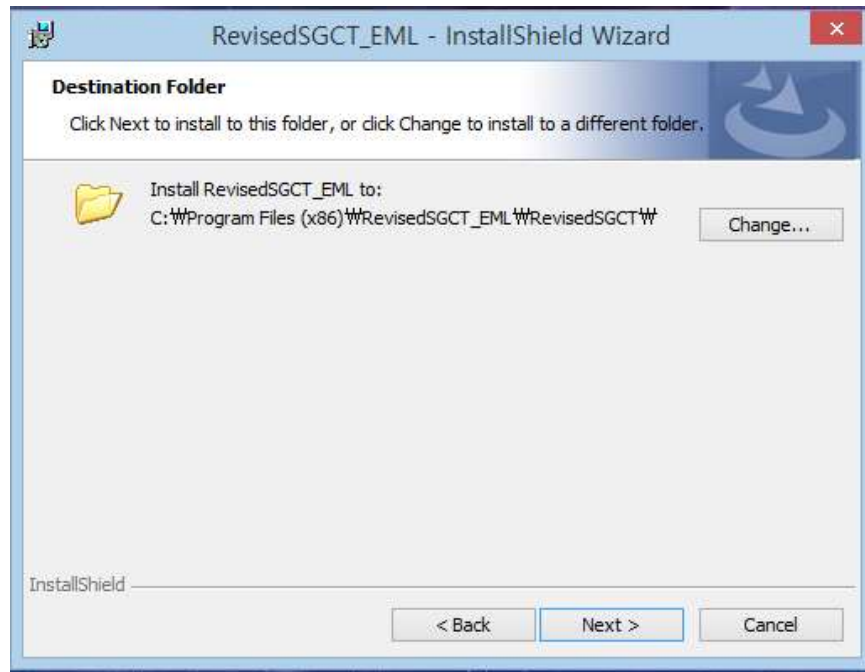 RevisedSGCT_EML - InstallShield Wizard
Destination Folder
Click Next to install to this folder, or click Change to install to a different folder.
Install RevisedSGCT_EML to:
C:₩Program Files (x86)₩RevisedSGCT_EML₩RevisedSGCT₩
Change...
InstallShield
< Back
Next >
Cancel